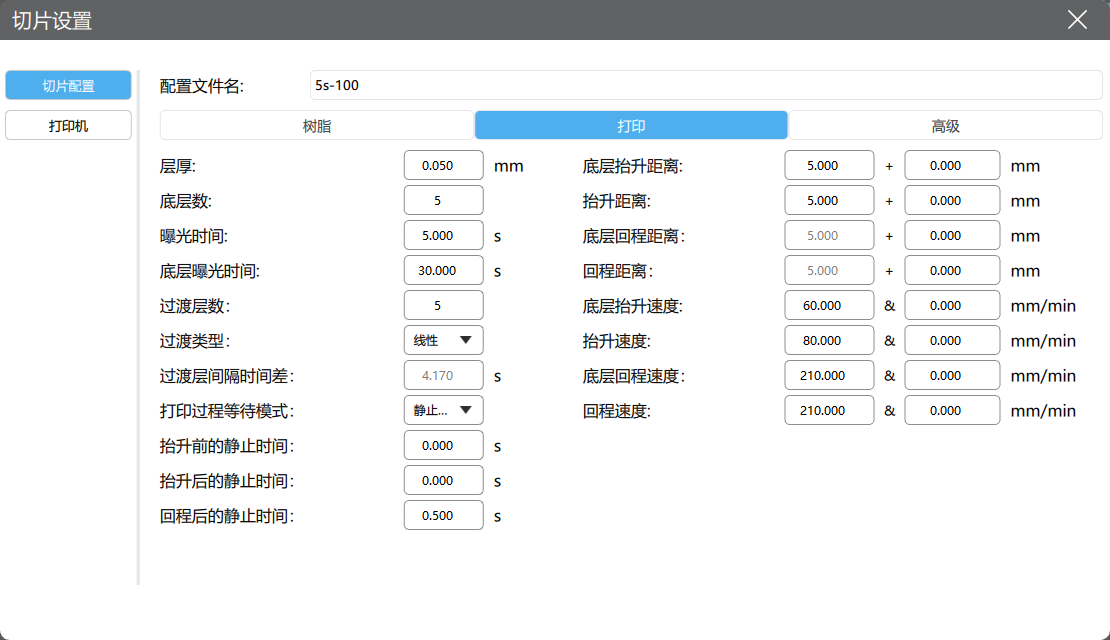 切片设置
切片配置
打印机
配置文件名: 5s-100
树脂 打印 高级
层厚: 0.050 mm 底层抬升距离: 5.000 + 0.000 mm
底层数: 5 抬升距离: 5.000 + 0.000 mm
曝光时间: 5.000 s 底层回程距离: 5.000 + 0.000 mm
底层曝光时间: 30.000 s 回程距离: 5.000 + 0.000 mm
过渡层数: 5 底层抬升速度: 60.000 & 0.000 mm/min
过渡类型: 线性 抬升速度: 80.000 & 0.000 mm/min
过渡层间隔时间差: 4.170 s 底层回程速度: 210.000 & 0.000 mm/min
打印过程等待模式: 静止... 回程速度: 210.000 & 0.000 mm/min
抬升前的静止时间: 0.000 s
抬升后的静止时间: 0.000 s
回程后的静止时间: 0.500 s